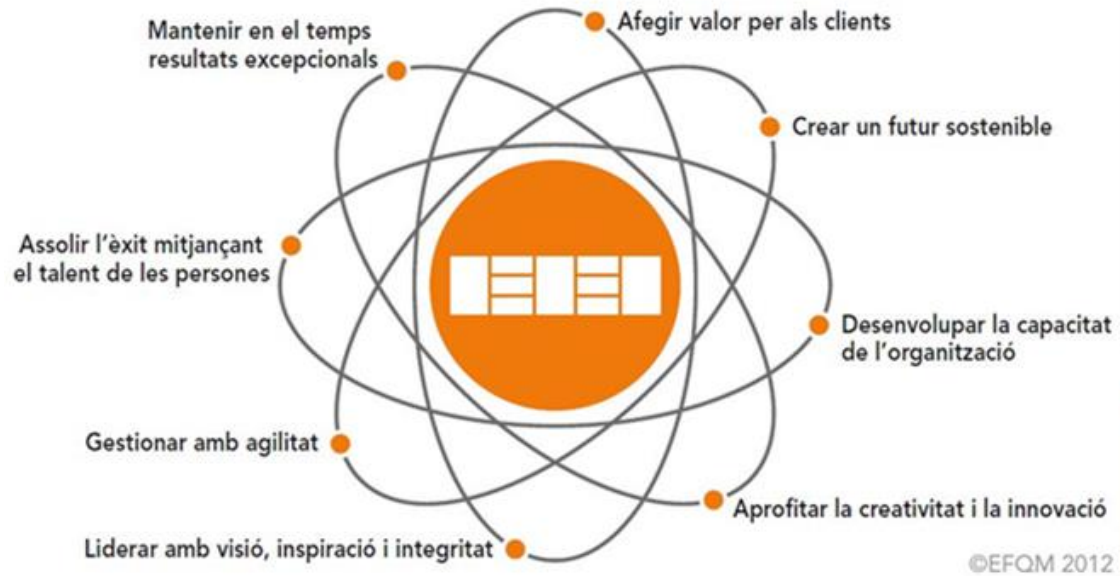 Afegir valor per als clients
Mantenir en el temps
resultats excepcionals
Crear un futur sostenible
Assolir l'èxit mitjançant
el talent de les persones
Desenvolupar la capacitat
de l'organització
Gestionar amb agilitat
Aprofitar la creativitat i la innovació
Liderar amb visió, inspiració i integritat
©EFQM 2012